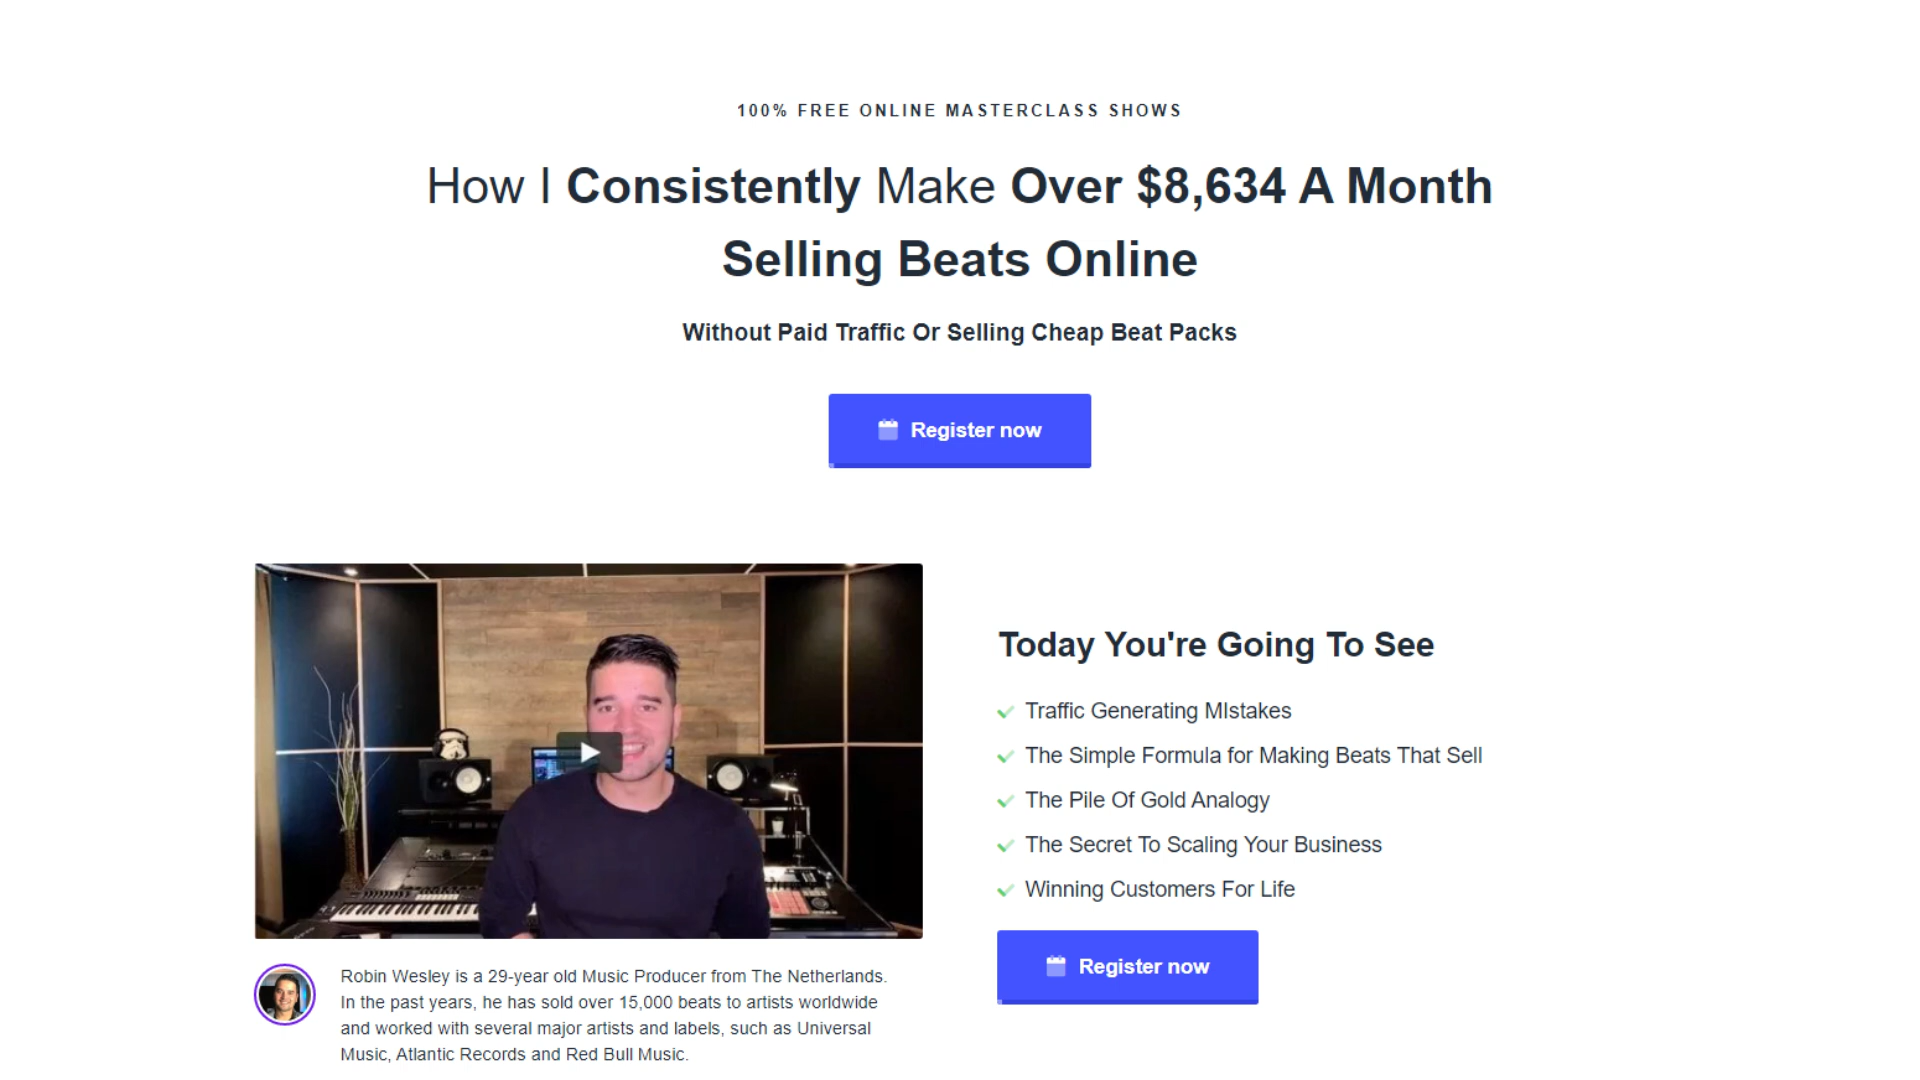 100% FREE ONLINE MASTERCLASS SHOWS
How I Consistently Make Over $8,634 A Month
Selling Beats Online
Without Paid Traffic Or Selling Cheap Beat Packs
Register now
Today You're Going To See
Traffic Generating MIstakes
The Simple Formula for Making Beats That Sell
The Pile Of Gold Analogy
The Secret To Scaling Your Business
Winning Customers For Life
Register now
Robin Wesley is a 29-year old Music Producer from The Netherlands.
In the past years, he has sold over 15,000 beats to artists worldwide
and worked with several major artists and labels, such as Universal
Music, Atlantic Records and Red Bull Music.